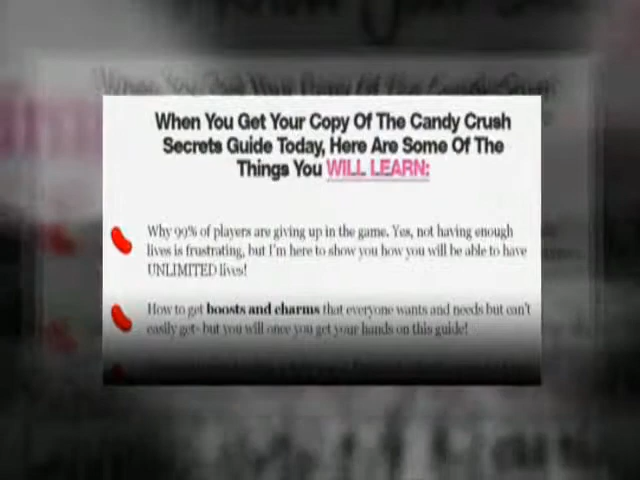 When You Get Your Copy Of The Candy Crush
Secrets Guide Today, Here Are Some Of The
Things You WILL LEARN:
Why 99% of players are giving up in the game. Yes, not having enough
lives is frustrating, but I'm here to show you how you will be able to have
UNLIMITED lives!
How to get boosts and charms that everyone wants and needs but can't
easily get- but you will once you get your hands on this guide!